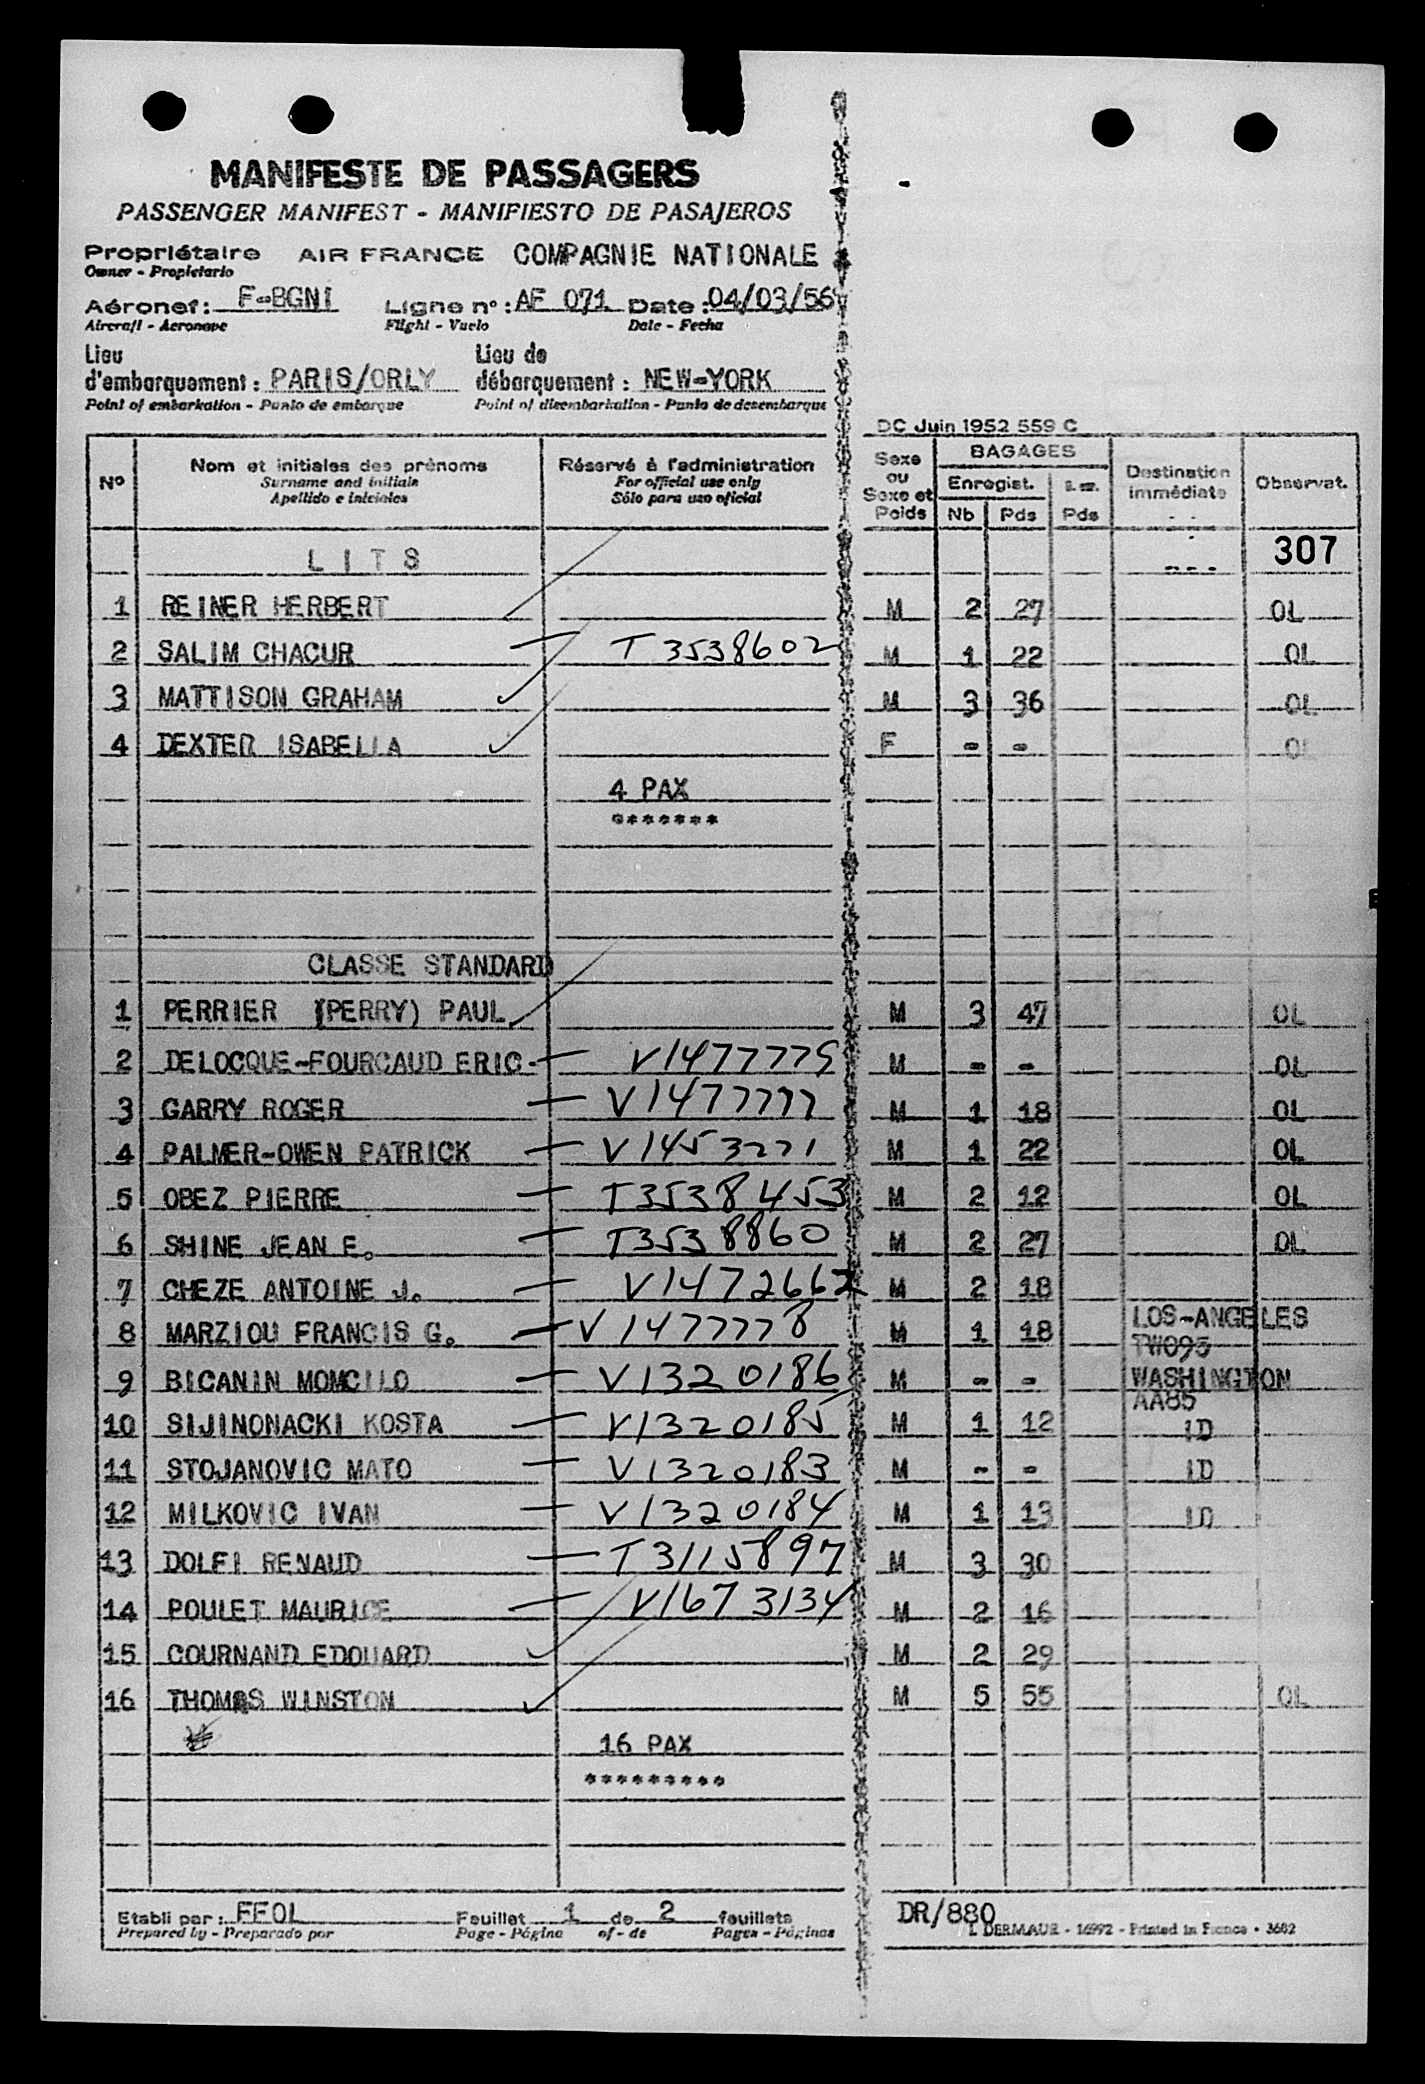 MANIFESTE DE PASSAGERS
PASSENGER MANIFEST - MANIFIESTO DE PASAJEROS
Propriétaire AIR FRANCE COMPAGNIE NATIONALE
Owner - Propietario
Aéronef: F-BGNI Ligne n°: AF 071 Date: 04/03/56
Aircraft - Aeronave Flight - Vuelo Date - Fecha
Lieu Lieu de
d'embarquement: PARIS/ORLY débarquement: NEW-YORK
Point of embarkation - Punto de embarque Point of disembarkation - Punto de desembarque
DC Juin 1952 559 C
N° Nom et initiales des prénoms Réservé à l'administration Sexe ou Sexe et Poids BAGAGES Destination immédiate Observat.
Surname and initials For official use only Enregist.
Apellido e iniciales Sólo para uso oficial Nb Pds Pds
LITS --- 307
1 REINER HERBERT M 2 27 OL
2 SALIM CHACUR — T 3538602 M 1 22 OL
3 MATTISON GRAHAM M 3 36 OL
4 DEXTER ISABELLA F - - OL
4 PAX
*******
CLASSE STANDARD
1 PERRIER (PERRY) PAUL M 3 47 OL
2 DELOCQUE-FOURCAUD ERIC - V1477779 M - - OL
3 GARRY ROGER — V1477777 M 1 18 OL
4 PALMER-OWEN PATRICK — V1453271 M 1 22 OL
5 OBEZ PIERRE — T3538453 M 2 12 OL
6 SHINE JEAN E. — T3538860 M 2 27 OL
7 CHEZE ANTOINE J. — V1472662 M 2 18
8 MARZIOU FRANCIS G. — V1477778 M 1 18 LOS-ANGELES
TW095
9 BICANIN MOMCILO — V1320186 M - - WASHINGTON
AA85
10 SIJINONACKI KOSTA — V1320185 M 1 12 ID
11 STOJANOVIC MATO — V1320183 M - - ID
12 MILKOVIC IVAN — V1320184 M 1 13 ID
13 DOLFI RENAUD — T3115897 M 3 30
14 POULET MAURICE — V1673134 M 2 16
15 COURNAND EDOUARD M 2 29
16 THOMAS WINSTON M 5 55 OL
16 PAX
*********
Etabli par: FFOL Feuillet 1 de 2 feuillets DR/880
Prepared by - Preparado por Page - Página of - de Pages - Páginas L. DERMAUR - 16992 - Printed in France - 3682